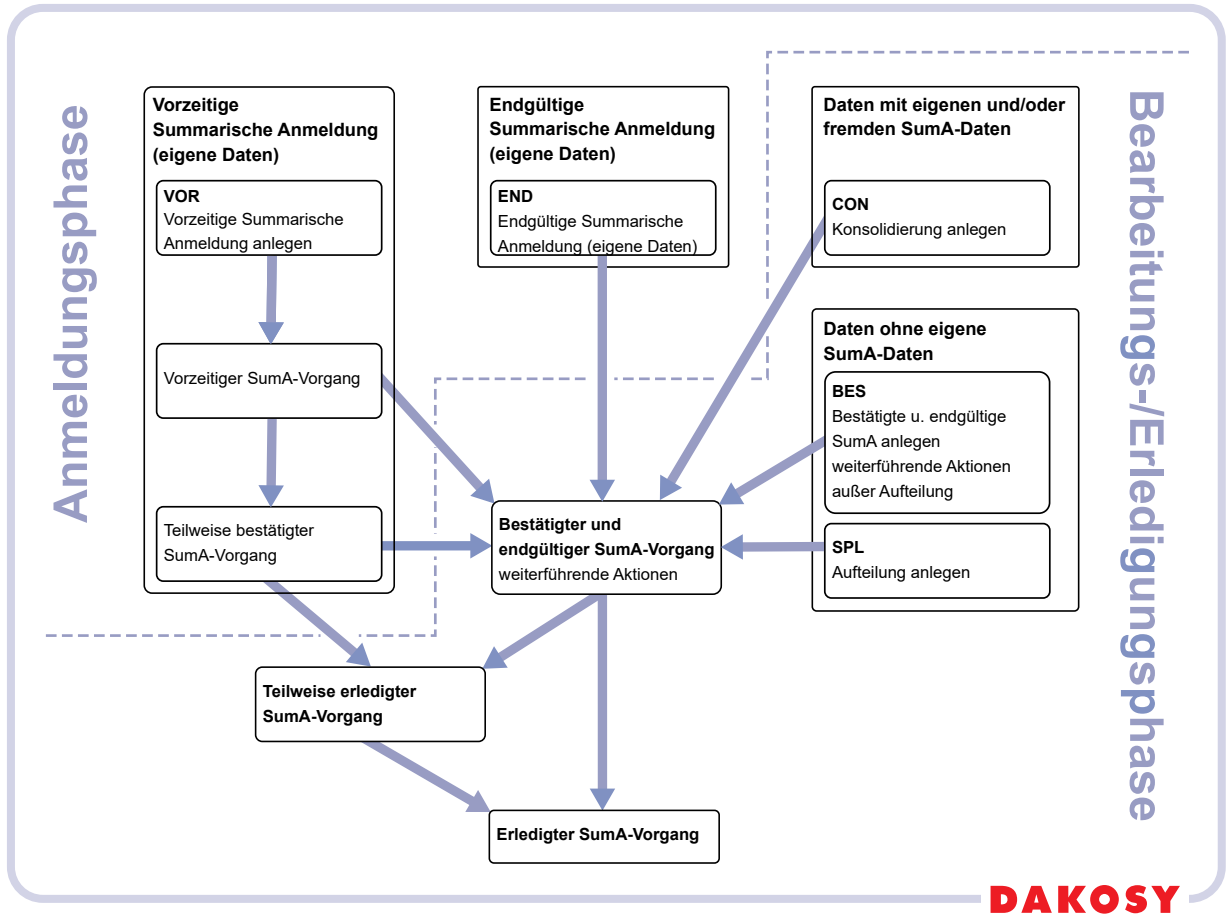 Anmeldungsphase
Vorzeitige
Summarische Anmeldung
(eigene Daten)
VOR
Vorzeitige Summarische
Anmeldung anlegen
Vorzeitiger SumA-Vorgang
Teilweise bestätigter
SumA-Vorgang
Endgültige
Summarische Anmeldung
(eigene Daten)
END
Endgültige Summarische
Anmeldung (eigene Daten)
Daten mit eigenen und/oder
fremden SumA-Daten
CON
Konsolidierung anlegen
Daten ohne eigene
SumA-Daten
BES
Bestätigte u. endgültige
SumA anlegen
weiterführende Aktionen
außer Aufteilung
SPL
Aufteilung anlegen
Bestätigter und
endgültiger SumA-Vorgang
weiterführende Aktionen
Teilweise erledigter
SumA-Vorgang
Erledigter SumA-Vorgang
Bearbeitungs-/Erledigungsphase
DAKOSY